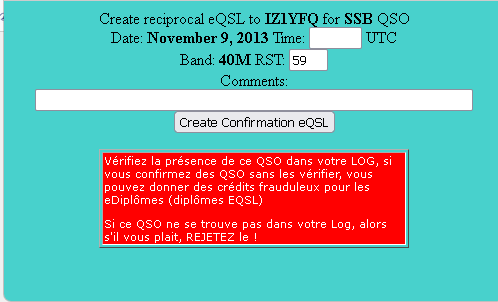 Create reciprocal eQSL to IZ1YFQ for SSB QSO
Date: November 9, 2013 Time: UTC
Band: 40M RST: 59
Comments:
Create Confirmation eQSL
Vérifiez la présence de ce QSO dans votre LOG, si
vous confirmez des QSO sans les vérifier, vous
pouvez donner des crédits frauduleux pour les
eDiplômes (diplômes EQSL)
Si ce QSO ne se trouve pas dans votre Log, alors
s'il vous plait, REJETEZ le !